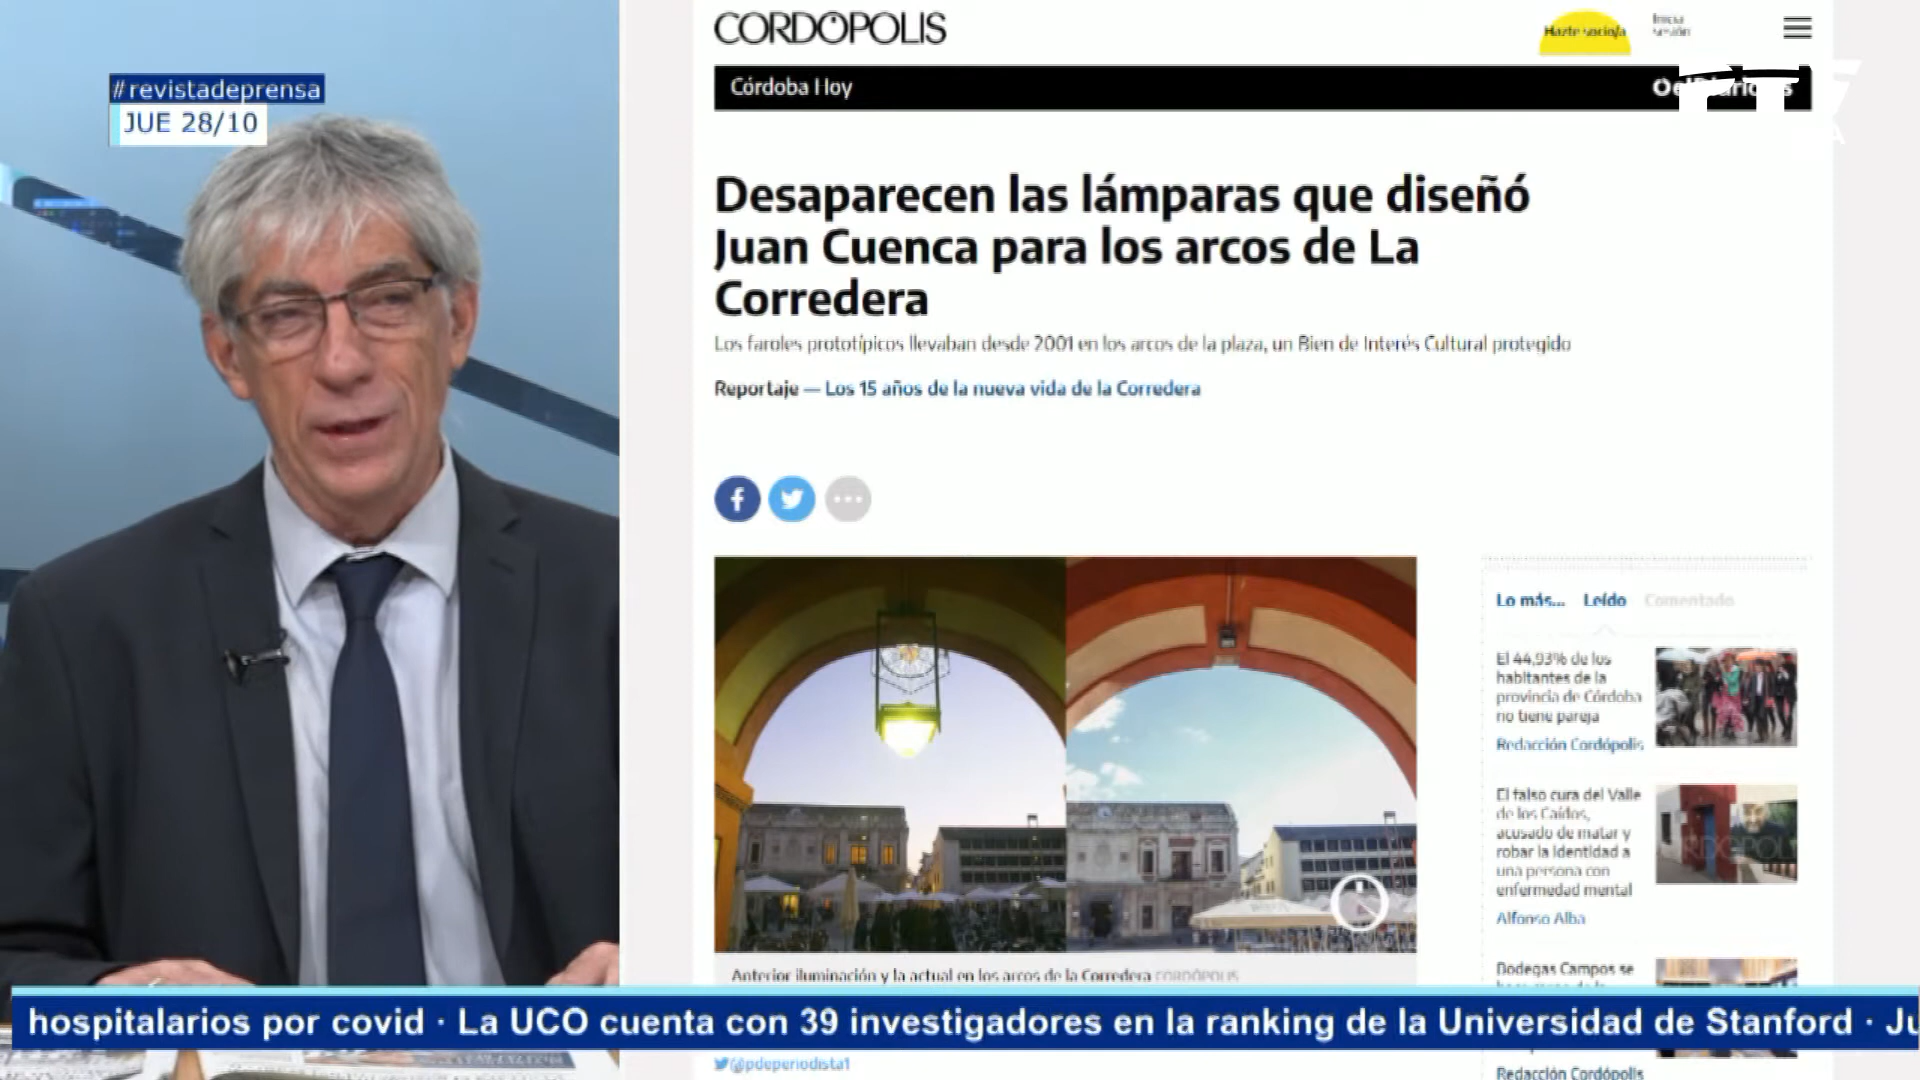 #revistadeprensa
JUE 28/10
CORDÓPOLIS
Hazte socio/a
Inicia
sesión
Córdoba Hoy
Desaparecen las lámparas que diseñó
Juan Cuenca para los arcos de La
Corredera
Los faroles prototípicos llevaban desde 2001 en los arcos de la plaza, un Bien de Interés Cultural protegido
Reportaje — Los 15 años de la nueva vida de la Corredera
Anterior iluminación y la actual en los arcos de la Corredera CORDÓPOLIS
Lo más... Leído Comentado
El 44,93% de los
habitantes de la
provincia de Córdoba
no tiene pareja
Redacción Cordópolis
El falso cura del Valle
de los Caídos,
acusado de matar y
robar la identidad a
una persona con
enfermedad mental
Alfonso Alba
Bodegas Campos se
hospitalarios por covid · La UCO cuenta con 39 investigadores en la ranking de la Universidad de Stanford · Ju
@pdeperiodista1
Redacción Cordópolis